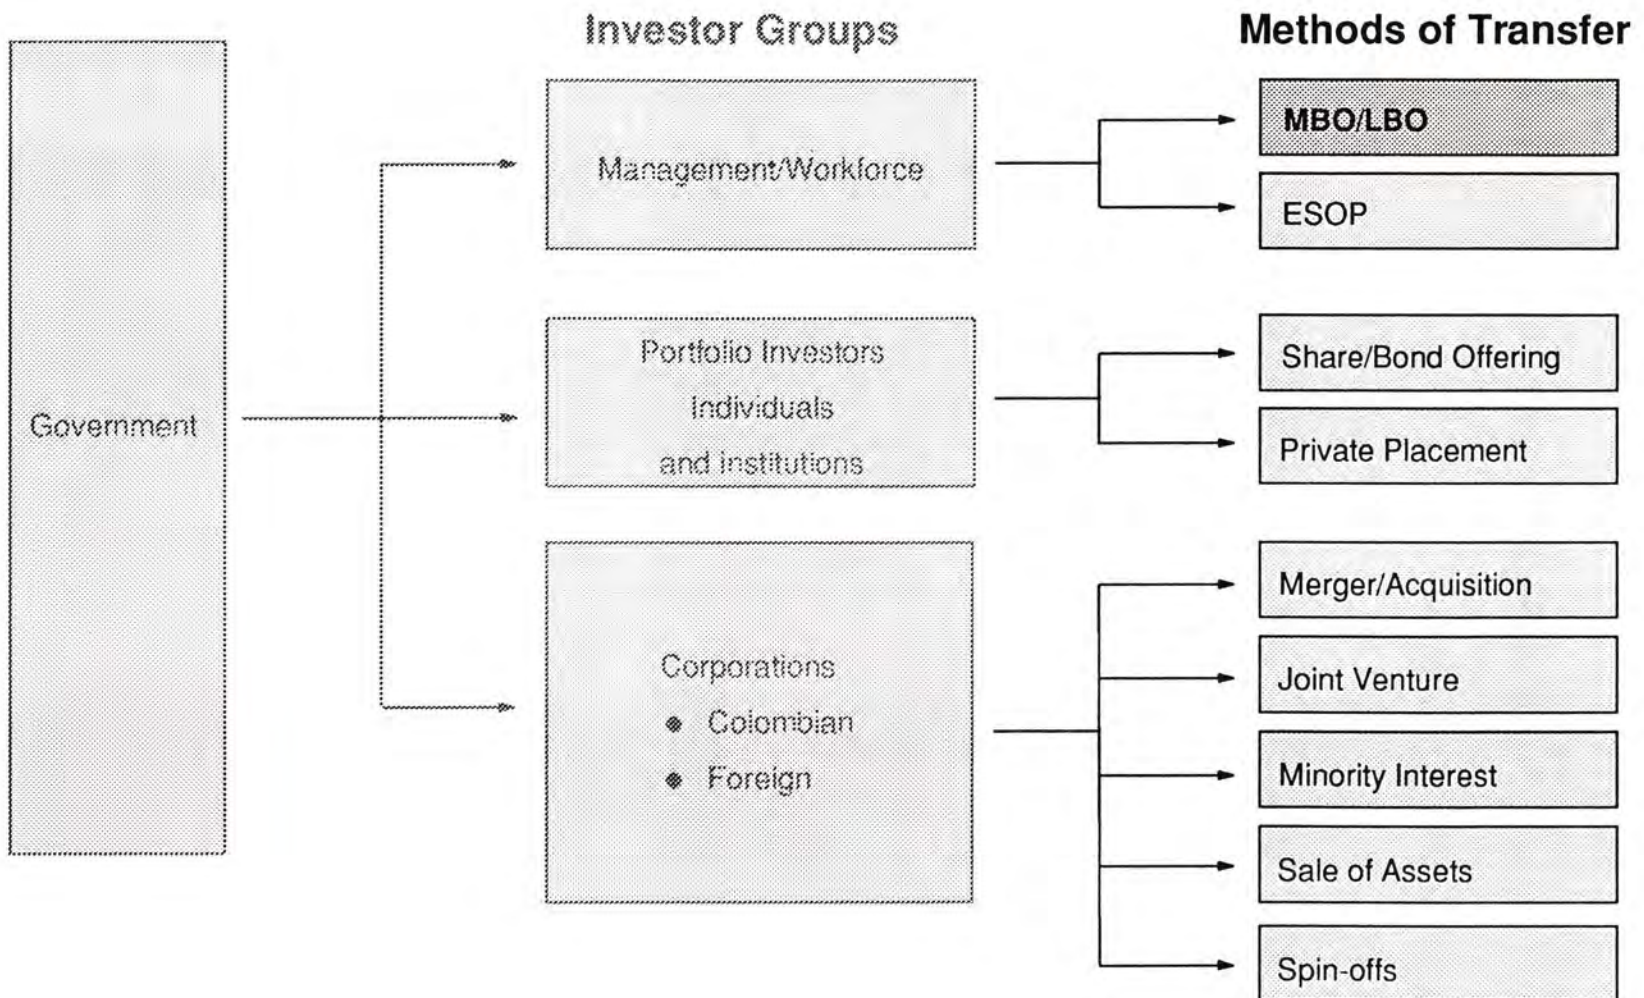 Investor Groups
Methods of Transfer
Government
Management/Workforce
MBO/LBO
ESOP
Portfolio Investors
Individuals
and Institutions
Share/Bond Offering
Private Placement
Corporations
● Colombian
● Foreign
Merger/Acquisition
Joint Venture
Minority Interest
Sale of Assets
Spin-offs